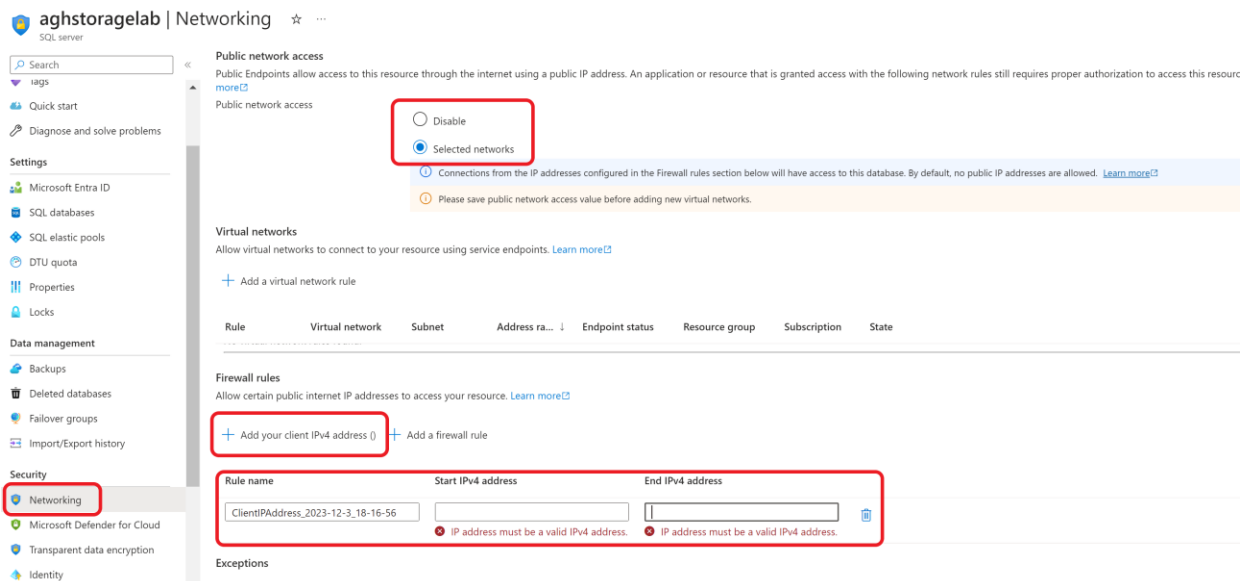 aghstoragelab | Networking ☆ ...
SQL server
Search «
Tags
Quick start
Diagnose and solve problems
Settings
Microsoft Entra ID
SQL databases
SQL elastic pools
DTU quota
Properties
Locks
Data management
Backups
Deleted databases
Failover groups
Import/Export history
Security
Networking
Microsoft Defender for Cloud
Transparent data encryption
Identity
Public network access
Public Endpoints allow access to this resource through the internet using a public IP address. An application or resource that is granted access with the following network rules still requires proper authorization to access this resourc
more
Public network access
Disable
Selected networks
Connections from the IP addresses configured in the Firewall rules section below will have access to this database. By default, no public IP addresses are allowed. Learn more
Please save public network access value before adding new virtual networks.
Virtual networks
Allow virtual networks to connect to your resource using service endpoints. Learn more
+ Add a virtual network rule
Rule Virtual network Subnet Address ra... ↓ Endpoint status Resource group Subscription State
Firewall rules
Allow certain public internet IP addresses to access your resource. Learn more
+ Add your client IPv4 address () + Add a firewall rule
Rule name Start IPv4 address End IPv4 address
ClientIPAddress_2023-12-3_18-16-56
IP address must be a valid IPv4 address. IP address must be a valid IPv4 address.
Exceptions